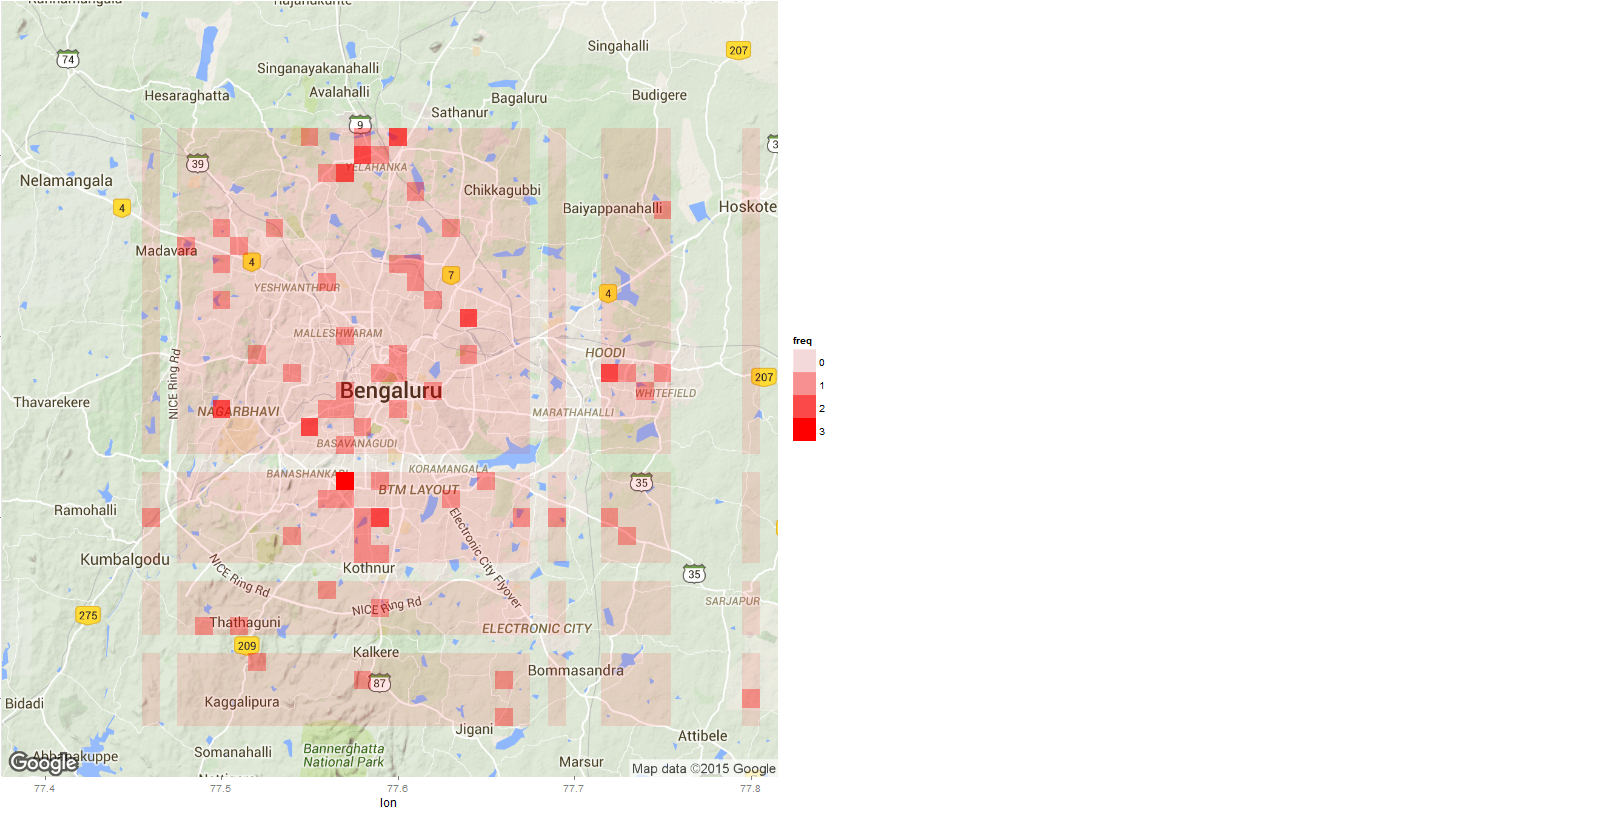 Singahalli
207
74
Singanayakanahalli
Avalahalli
Hesaraghatta
Bagaluru
Budigere
Sathanur
9
39
YELAHANKA
Nelamangala
Chikkagubbi
4
Baiyappanahalli
Hoskote
Madavara
4
7
YESHWANTHPUR
4
MALLESHWARAM
HOODI
NICE Ring Rd
207
Bengaluru
WHITEFIELD
Thavarekere
NAGARBHAVI
MARATHAHALLI
BASAVANAGUDI
KORAMANGALA
BANASHANKARI
BTM LAYOUT
35
Ramohalli
Electronic City Flyover
Kumbalgodu
NICE Ring Rd
Kothnur
35
NICE Ring Rd
SARJAPUR
275
Thathaguni
ELECTRONIC CITY
209
Kalkere
Bommasandra
87
Bidadi
Kaggalipura
Jigani
Attibele
Somanahalli
Bannerghatta
National Park
Abbanakuppe
Marsur
Google
Map data ©2015 Google
77.4
77.5
77.6
77.7
77.8
lon
freq
0
1
2
3